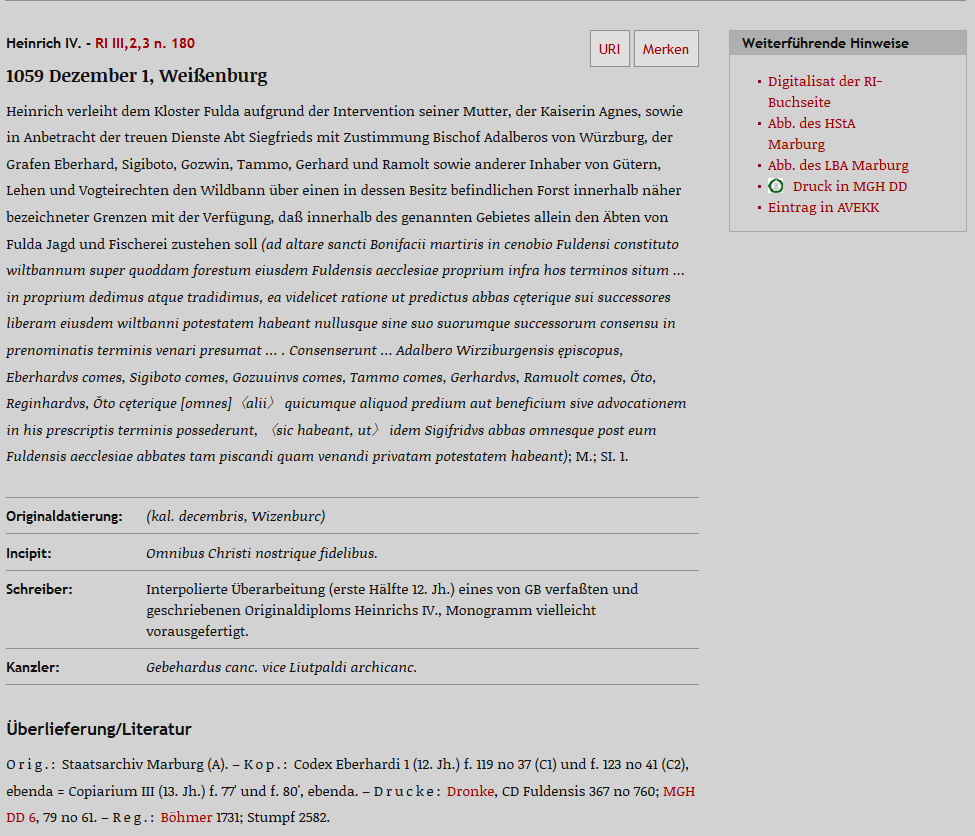 Heinrich IV. - RI III,2,3 n. 180
URI
Merken
1059 Dezember 1, Weißenburg
Heinrich verleiht dem Kloster Fulda aufgrund der Intervention seiner Mutter, der Kaiserin Agnes, sowie
in Anbetracht der treuen Dienste Abt Siegfrieds mit Zustimmung Bischof Adalberos von Würzburg, der
Grafen Eberhard, Sigiboto, Gozwin, Tammo, Gerhard und Ramolt sowie anderer Inhaber von Gütern,
Lehen und Vogteirechten den Wildbann über einen in dessen Besitz befindlichen Forst innerhalb näher
bezeichneter Grenzen mit der Verfügung, daß innerhalb des genannten Gebietes allein den Äbten von
Fulda Jagd und Fischerei zustehen soll (ad altare sancti Bonifacii martiris in cenobio Fuldensi constituto
wiltbannum super quoddam forestum eiusdem Fuldensis aecclesiae proprium infra hos terminos situm ...
in proprium dedimus atque tradidimus, ea videlicet ratione ut predictus abbas cęterique sui successores
liberam eiusdem wiltbanni potestatem habeant nullusque sine suo suorumque successorum consensu in
prenominatis terminis venari presumat ... . Consenserunt ... Adalbero Wirziburgensis ępiscopus,
Eberhardvs comes, Sigiboto comes, Gozuuinvs comes, Tammo comes, Gerhardvs, Ramuolt comes, Ǒto,
Reginhardvs, Ǒto cęterique [omnes] 〈alii〉 quicumque aliquod predium aut beneficium sive advocationem
in his prescriptis terminis possederunt, 〈sic habeant, ut〉 idem Sigifridvs abbas omnesque post eum
Fuldensis aecclesiae abbates tam piscandi quam venandi privatam potestatem habeant); M.; SI. 1.
Originaldatierung: (kal. decembris, Wizenburc)
Incipit: Omnibus Christi nostrique fidelibus.
Schreiber: Interpolierte Überarbeitung (erste Hälfte 12. Jh.) eines von GB verfaßten und
geschriebenen Originaldiploms Heinrichs IV., Monogramm vielleicht
vorausgefertigt.
Kanzler: Gebehardus canc. vice Liutpaldi archicanc.
Überlieferung/Literatur
Orig.: Staatsarchiv Marburg (A). – Kop.: Codex Eberhardi 1 (12. Jh.) f. 119 no 37 (C1) und f. 123 no 41 (C2),
ebenda = Copiarium III (13. Jh.) f. 77' und f. 80', ebenda. – Drucke: Dronke, CD Fuldensis 367 no 760; MGH
DD 6, 79 no 61. – Reg.: Böhmer 1731; Stumpf 2582.
Weiterführende Hinweise
• Digitalisat der RI-
Buchseite
• Abb. des HStA
Marburg
• Abb. des LBA Marburg
• Druck in MGH DD
• Eintrag in AVEKK